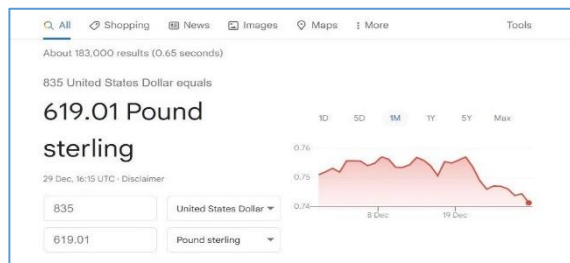 All Shopping News Images Maps More Tools
About 183,000 results (0.65 seconds)
835 United States Dollar equals
619.01 Pound
sterling
29 Dec, 16:15 UTC · Disclaimer
835 United States Dollar
619.01 Pound sterling
1D 5D 1M 1Y 5Y Max
0.76
0.75
0.74
8 Dec 19 Dec